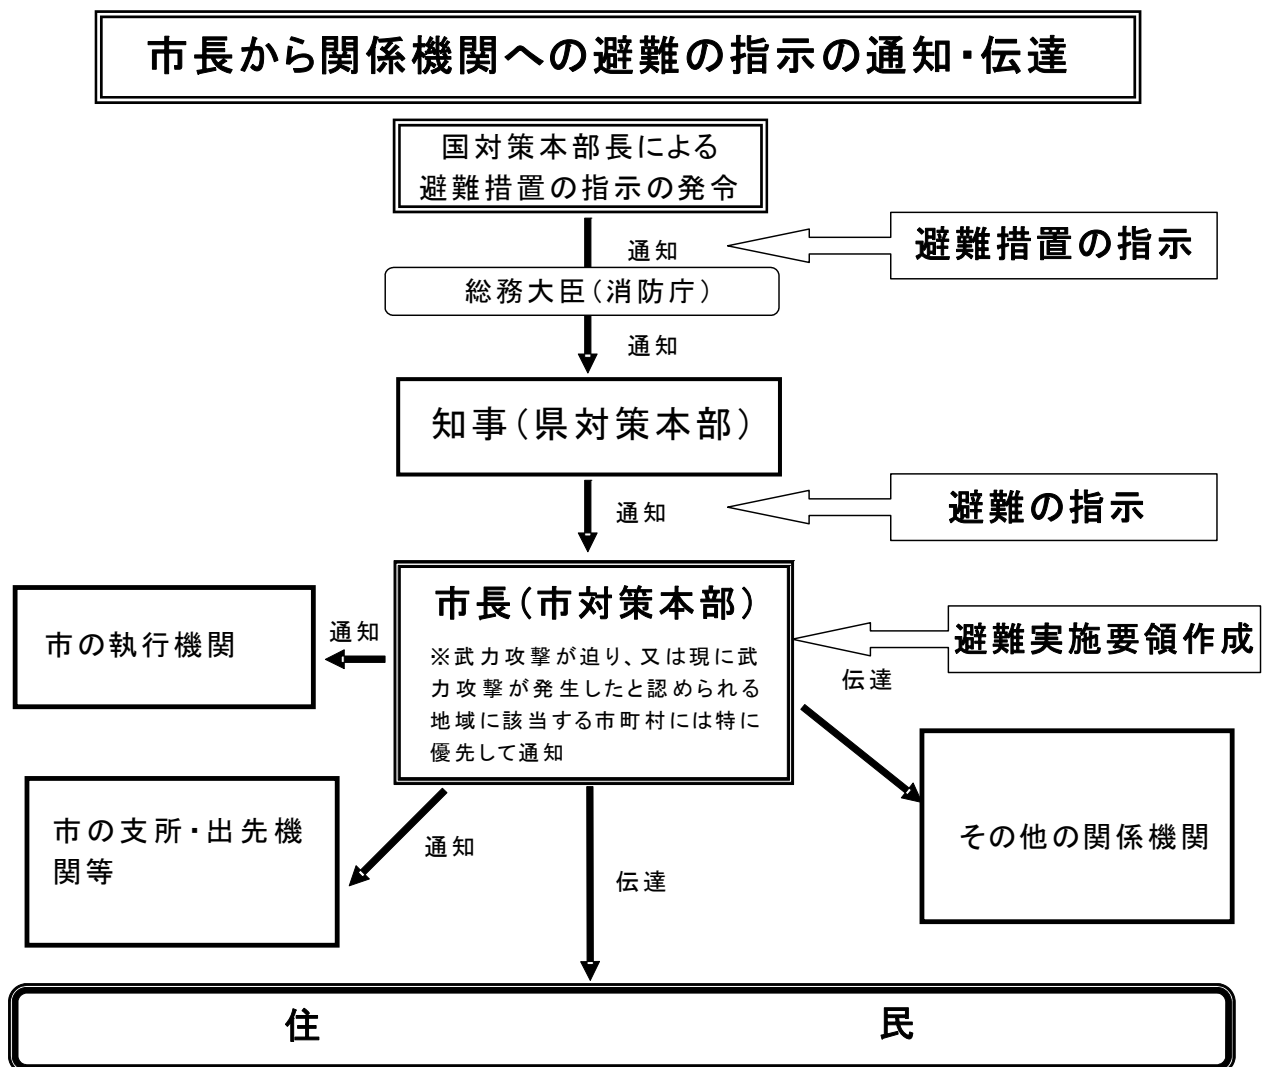 市長から関係機関への避難の指示の通知・伝達
国対策本部長による
避難措置の指示の発令
通知
避難措置の指示
総務大臣(消防庁)
通知
知事(県対策本部)
通知
避難の指示
市長(市対策本部)
※武力攻撃が迫り、又は現に武
力攻撃が発生したと認められる
地域に該当する市町村には特に
優先して通知
市の執行機関
通知
避難実施要領作成
伝達
市の支所・出先機
関等
通知
伝達
その他の関係機関
住 民